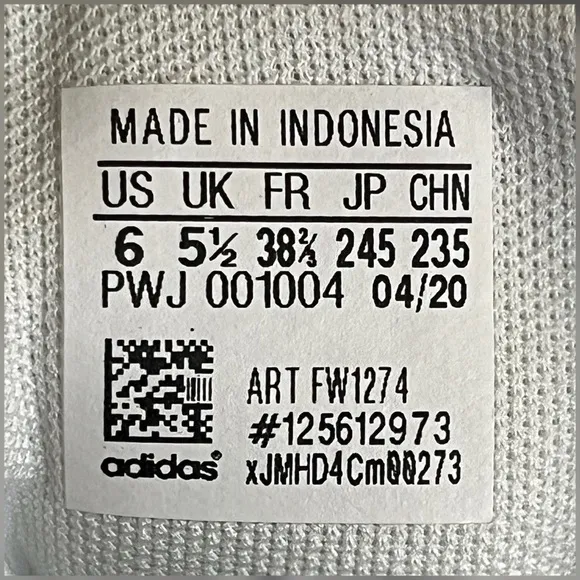 MADE IN INDONESIA
US UK FR JP CHN
6 5½ 38⅔ 245 235
PWJ 001004 04/20
ART FW1274
#125612973
adidas® xJMHD4Cm00273